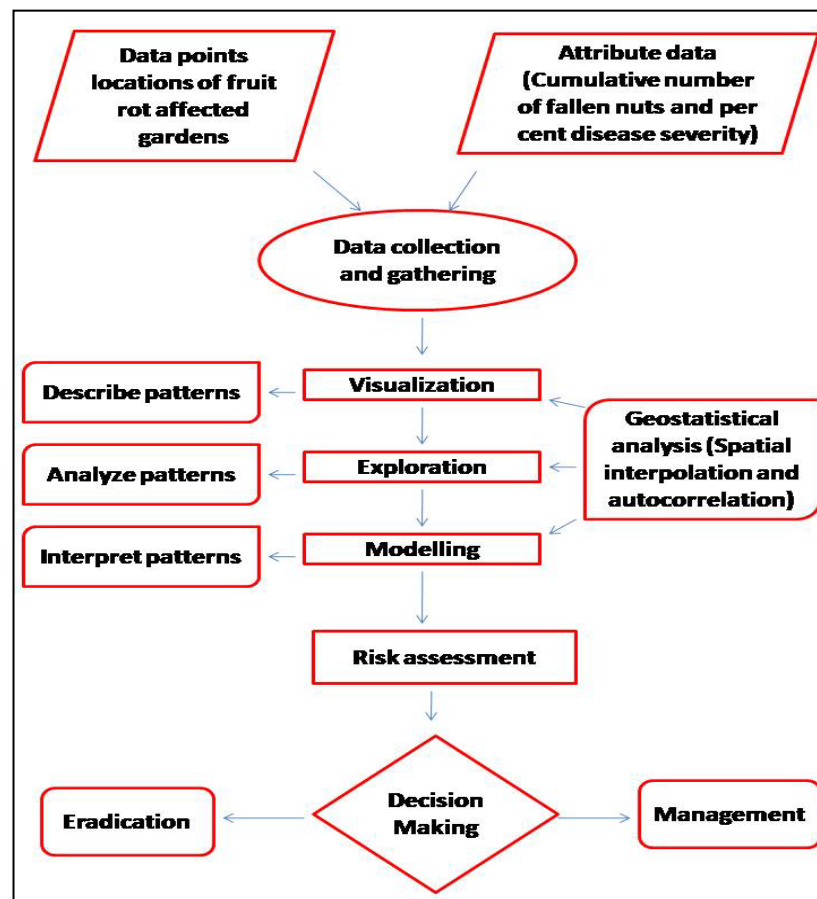 Data points
locations of fruit
rot affected
gardens
Attribute data
(Cumulative number
of fallen nuts and per
cent disease severity)
Data collection
and gathering
Describe patterns
Visualization
Geostatistical
analysis (Spatial
interpolation and
autocorrelation)
Analyze patterns
Exploration
Interpret patterns
Modelling
Risk assessment
Eradication
Decision
Making
Management